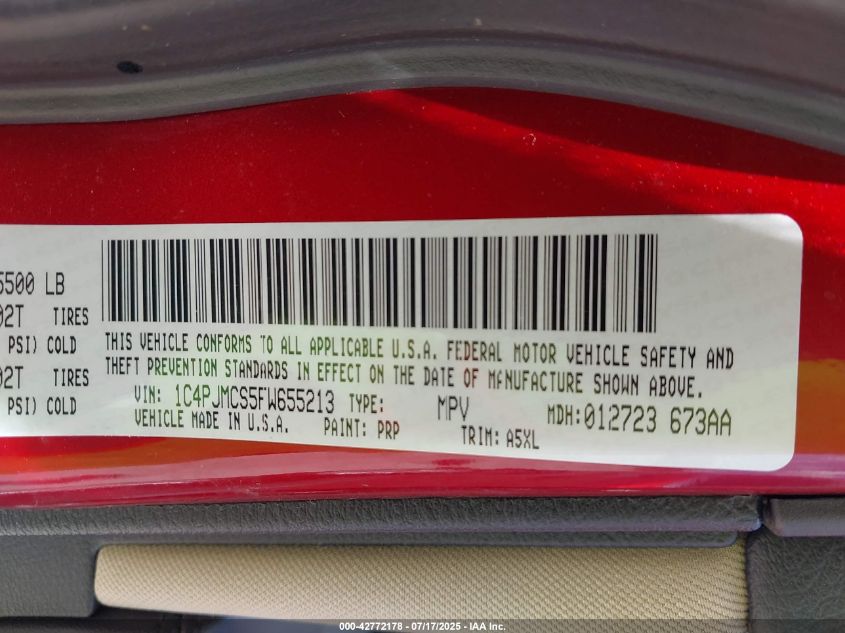 5500 LB
02T TIRES
PSI) COLD
02T TIRES
PSI) COLD
THIS VEHICLE CONFORMS TO ALL APPLICABLE U.S.A. FEDERAL MOTOR VEHICLE SAFETY AND
THEFT PREVENTION STANDARDS IN EFFECT ON THE DATE OF MANUFACTURE SHOWN ABOVE.
VIN: 1C4PJMCS5FW655213 TYPE: MPV MDH:012723 673AA
VEHICLE MADE IN U.S.A. PAINT: PRP TRIM: A5XL
000-42772178 - 07/17/2025 - IAA Inc.